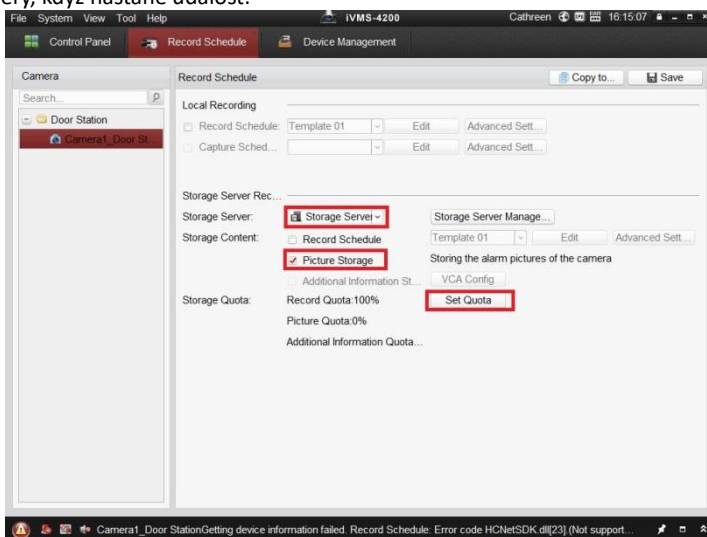 ery, když nastane událost.
File System View Tool Help iVMS-4200 Cathreen 16:15:07
Control Panel Record Schedule Device Management
Camera Record Schedule Copy to... Save
Search...
Local Recording
Door Station Record Schedule: Template 01 Edit Advanced Sett...
Camera1_Door St... Capture Sched... Edit Advanced Sett...
Storage Server Rec...
Storage Server: Storage Server Storage Server Manage...
Storage Content: Record Schedule Template 01 Edit Advanced Sett...
Picture Storage Storing the alarm pictures of the camera
Additional Information St... VCA Config
Storage Quota: Record Quota:100% Set Quota
Picture Quota:0%
Additional Information Quota...
Camera1_Door StationGetting device information failed. Record Schedule: Error code HCNetSDK.dll[23].(Not support...